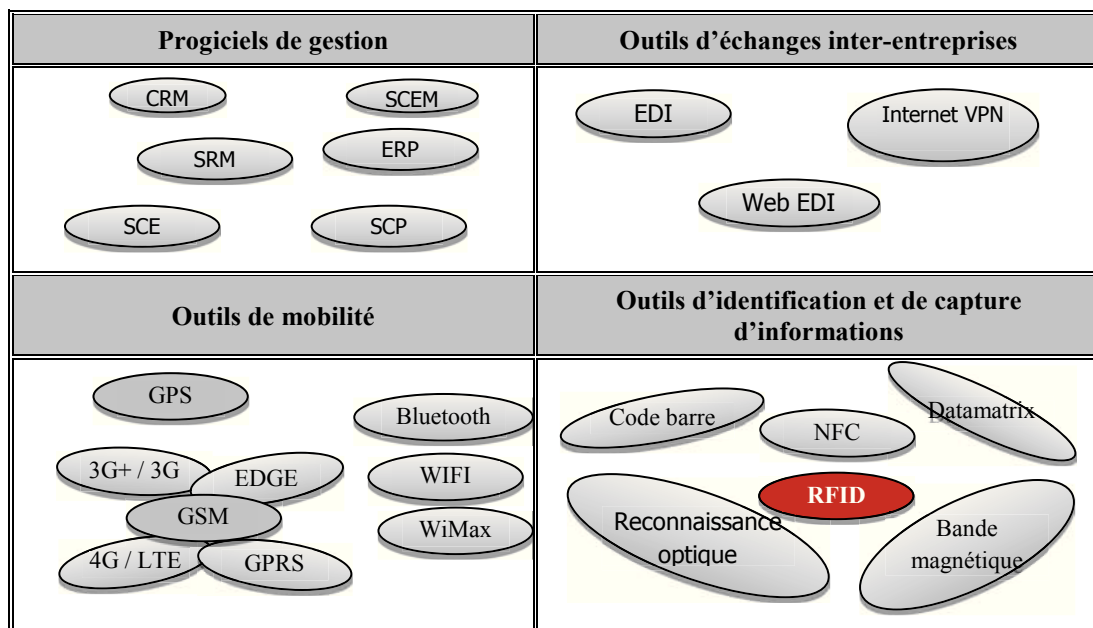 Progiciels de gestion
CRM
SCEM
SRM
ERP
SCE
SCP
Outils d’échanges inter-entreprises
EDI
Internet VPN
Web EDI
Outils de mobilité
GPS
Bluetooth
3G+ / 3G
EDGE
WIFI
GSM
WiMax
4G / LTE
GPRS
Outils d’identification et de capture
d’informations
Code barre
NFC
Datamatrix
RFID
Reconnaissance
optique
Bande
magnétique